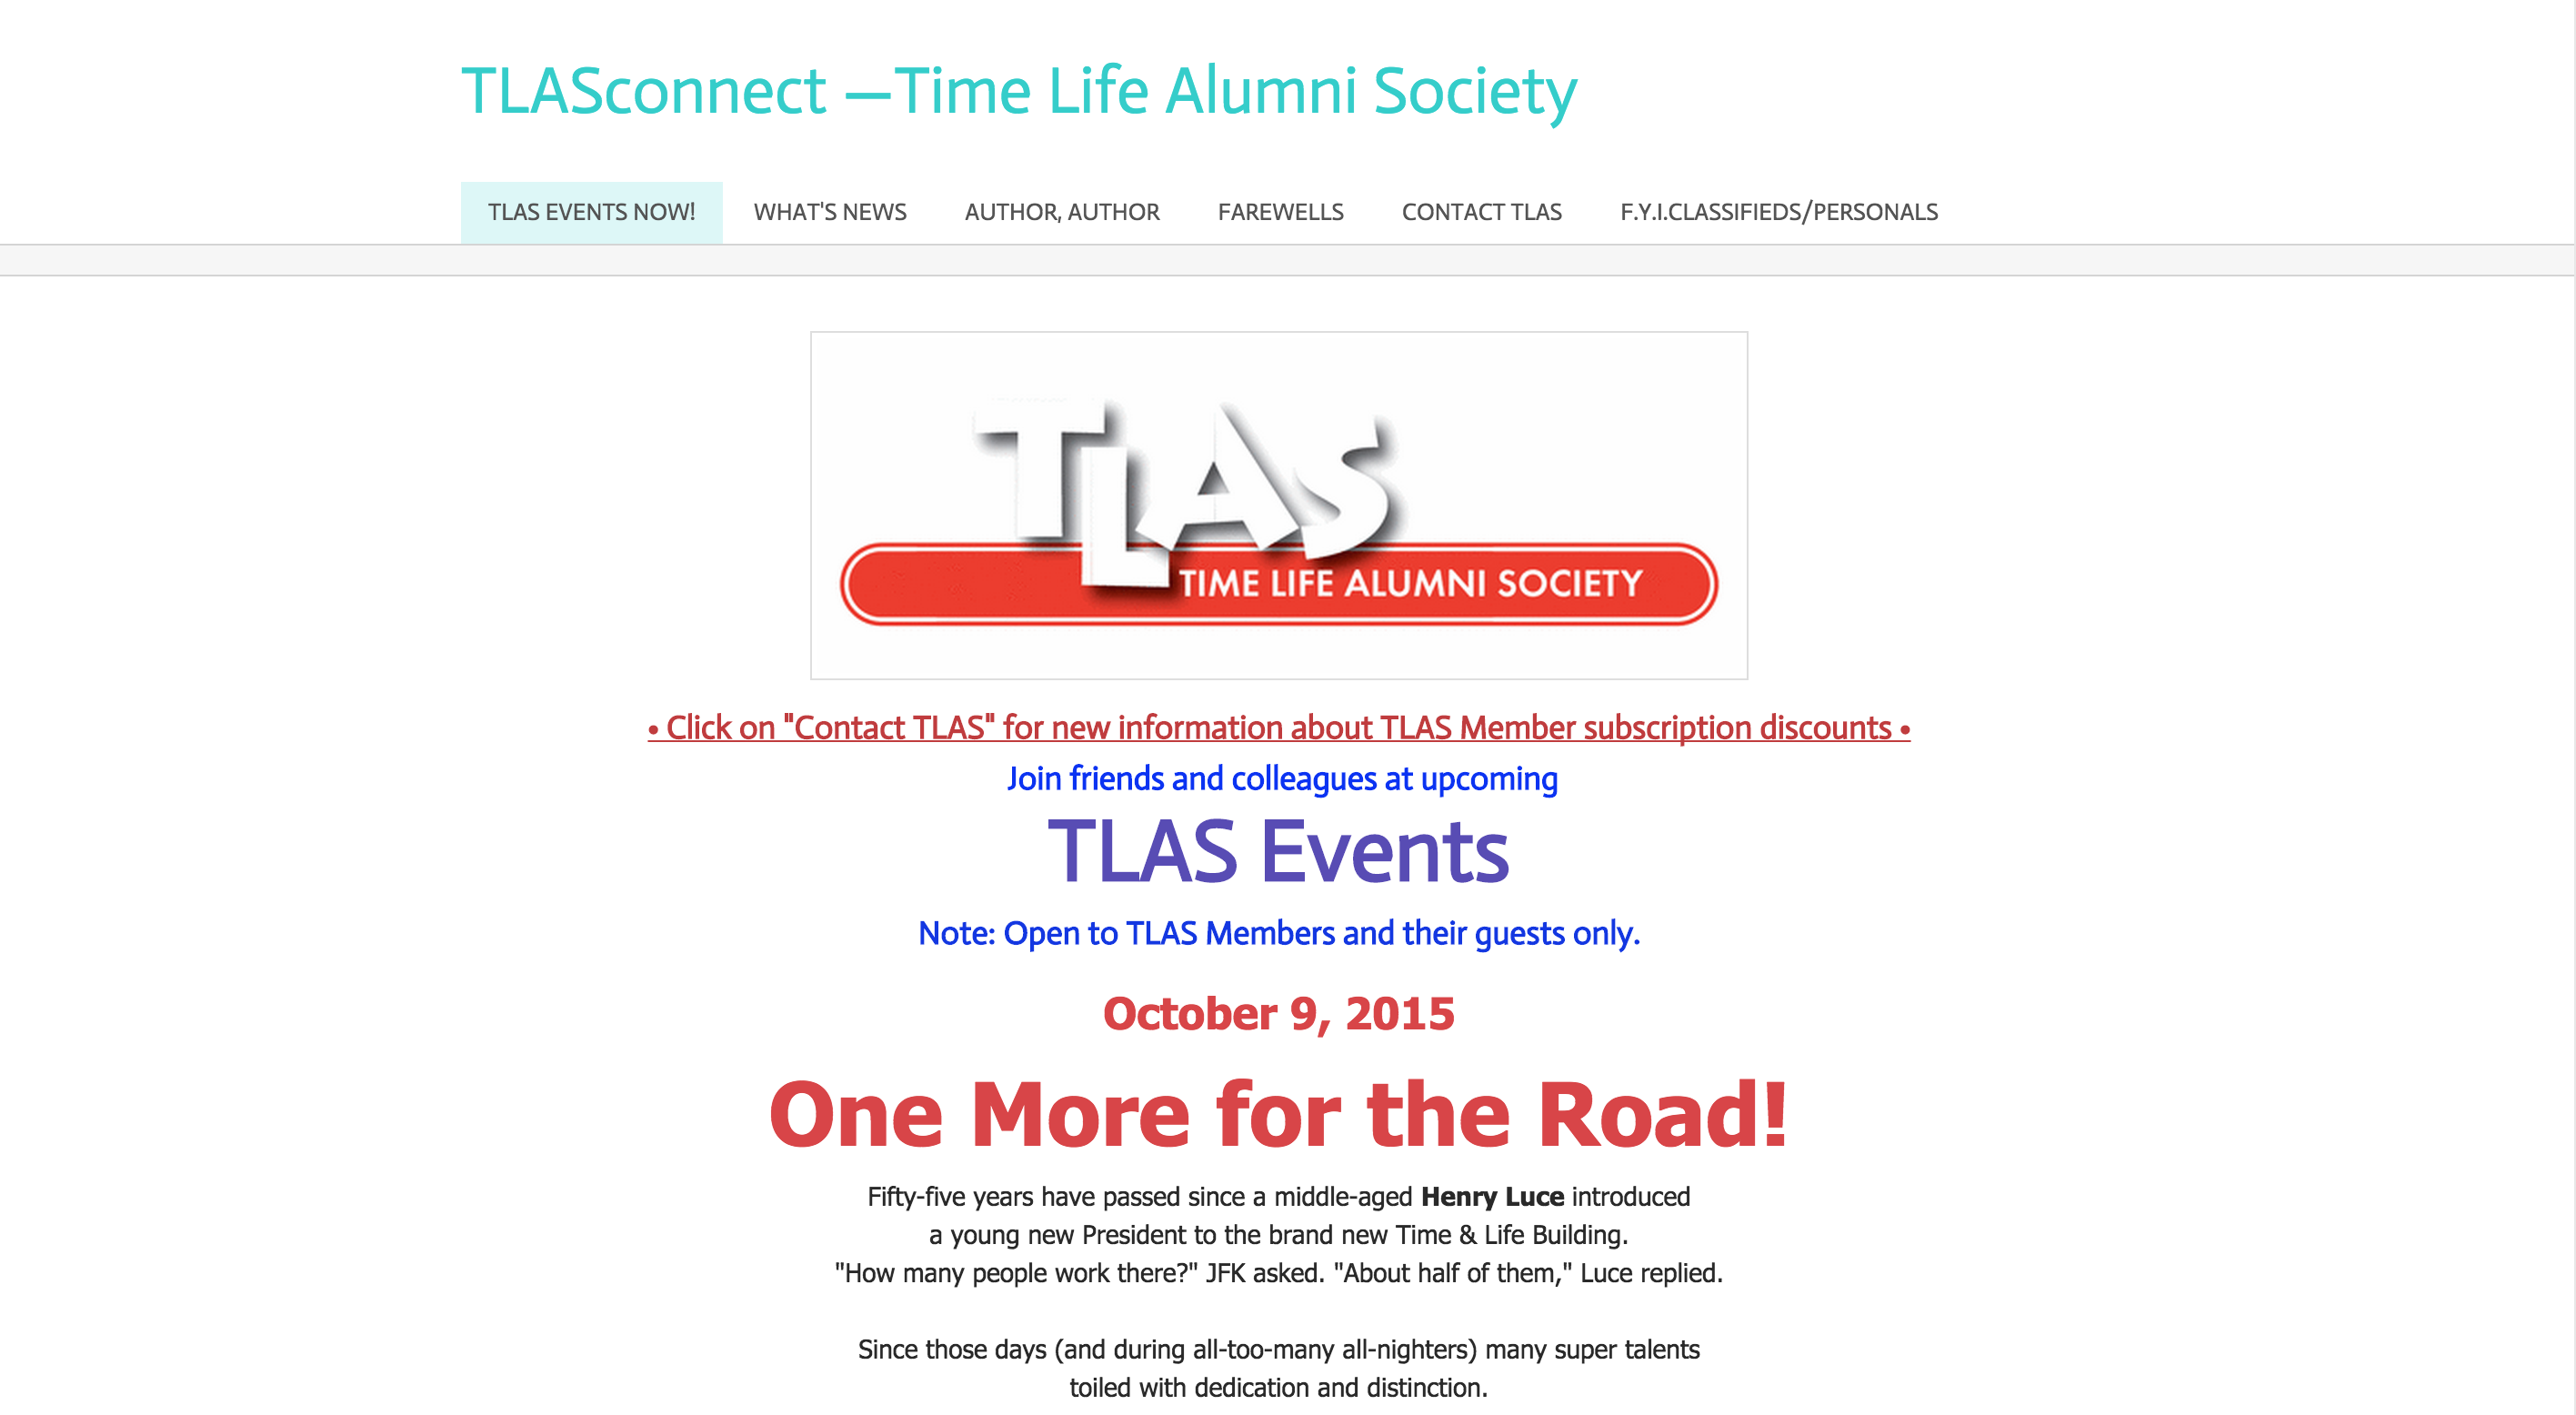 TLASconnect —Time Life Alumni Society
TLAS EVENTS NOW! WHAT'S NEWS AUTHOR, AUTHOR FAREWELLS CONTACT TLAS F.Y.I.CLASSIFIEDS/PERSONALS
TLAS
TIME LIFE ALUMNI SOCIETY
• Click on "Contact TLAS" for new information about TLAS Member subscription discounts •
Join friends and colleagues at upcoming
TLAS Events
Note: Open to TLAS Members and their guests only.
October 9, 2015
One More for the Road!
Fifty-five years have passed since a middle-aged Henry Luce introduced
a young new President to the brand new Time & Life Building.
"How many people work there?" JFK asked. "About half of them," Luce replied.
Since those days (and during all-too-many all-nighters) many super talents
toiled with dedication and distinction.